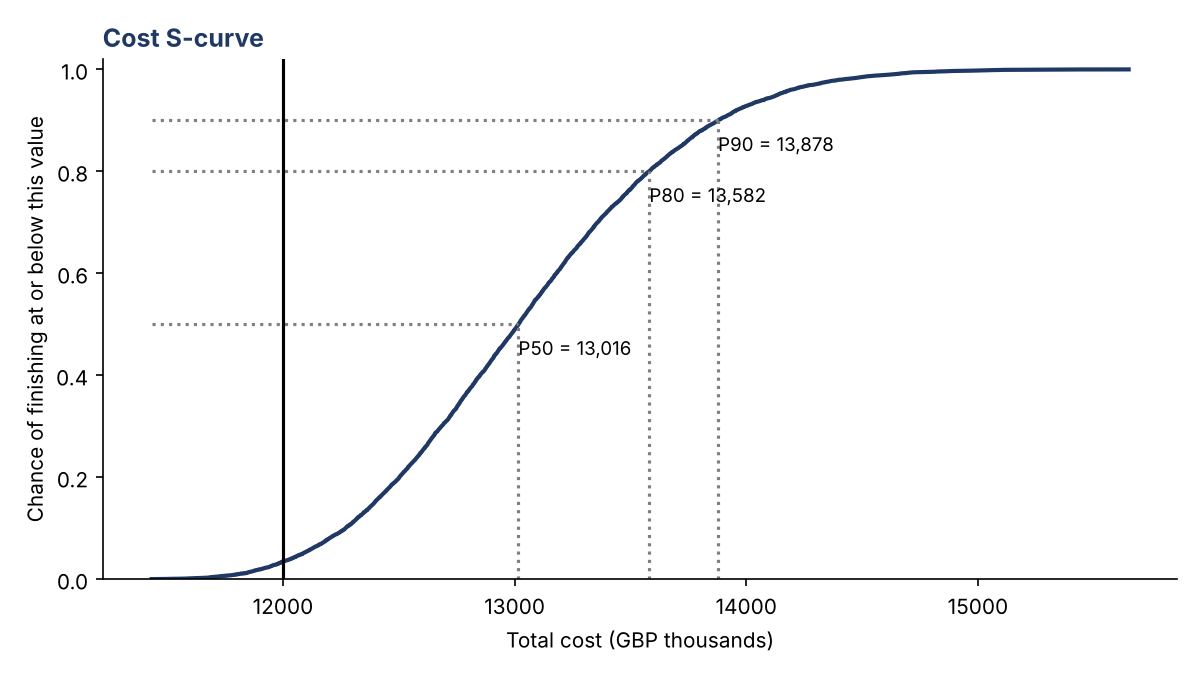 Cost S-curve
Chance of finishing at or below this value
1.0
0.8
0.6
0.4
0.2
0.0
P90 = 13,878
P80 = 13,582
P50 = 13,016
12000 13000 14000 15000
Total cost (GBP thousands)